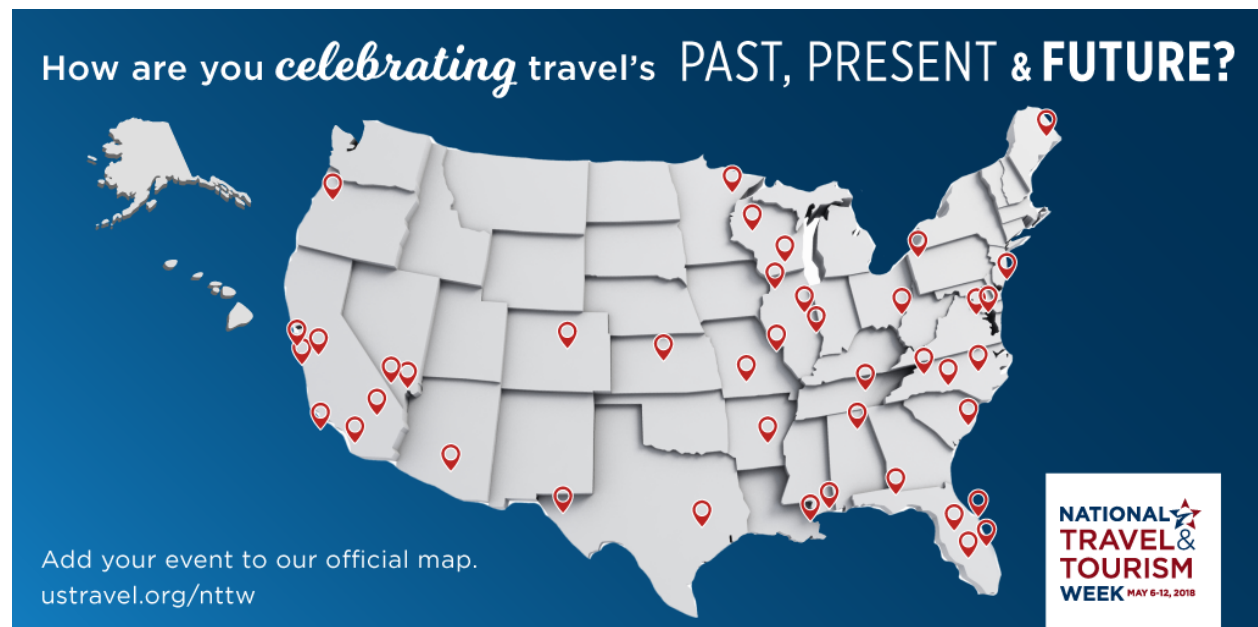 How are you celebrating travel's PAST, PRESENT & FUTURE?
Add your event to our official map.
ustravel.org/nttw
NATIONAL
TRAVEL&
TOURISM
WEEK MAY 6-12, 2018